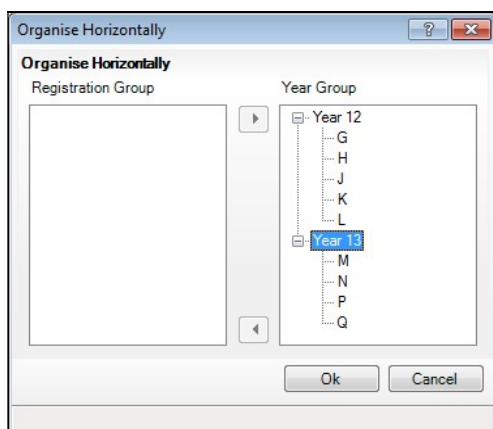 Organise Horizontally
Organise Horizontally
Registration Group
Year Group
Year 12
G
H
J
K
L
Year 13
M
N
P
Q
Ok
Cancel